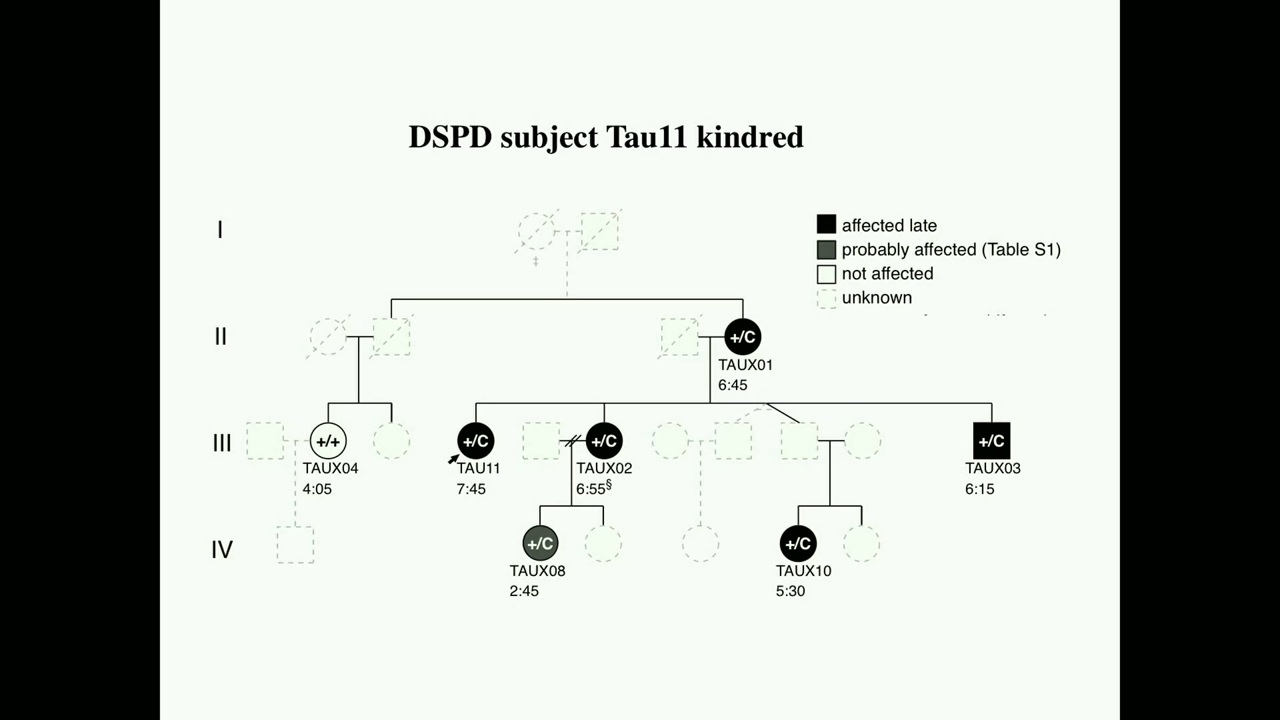 DSPD subject Tau11 kindred
I
‡
affected late
probably affected (Table S1)
not affected
unknown
II
+/C
TAUX01
6:45
III
+/+
TAUX04
4:05
+/C
TAU11
7:45
+/C
TAUX02
6:55§
+/C
TAUX03
6:15
IV
+/C
TAUX08
2:45
+/C
TAUX10
5:30